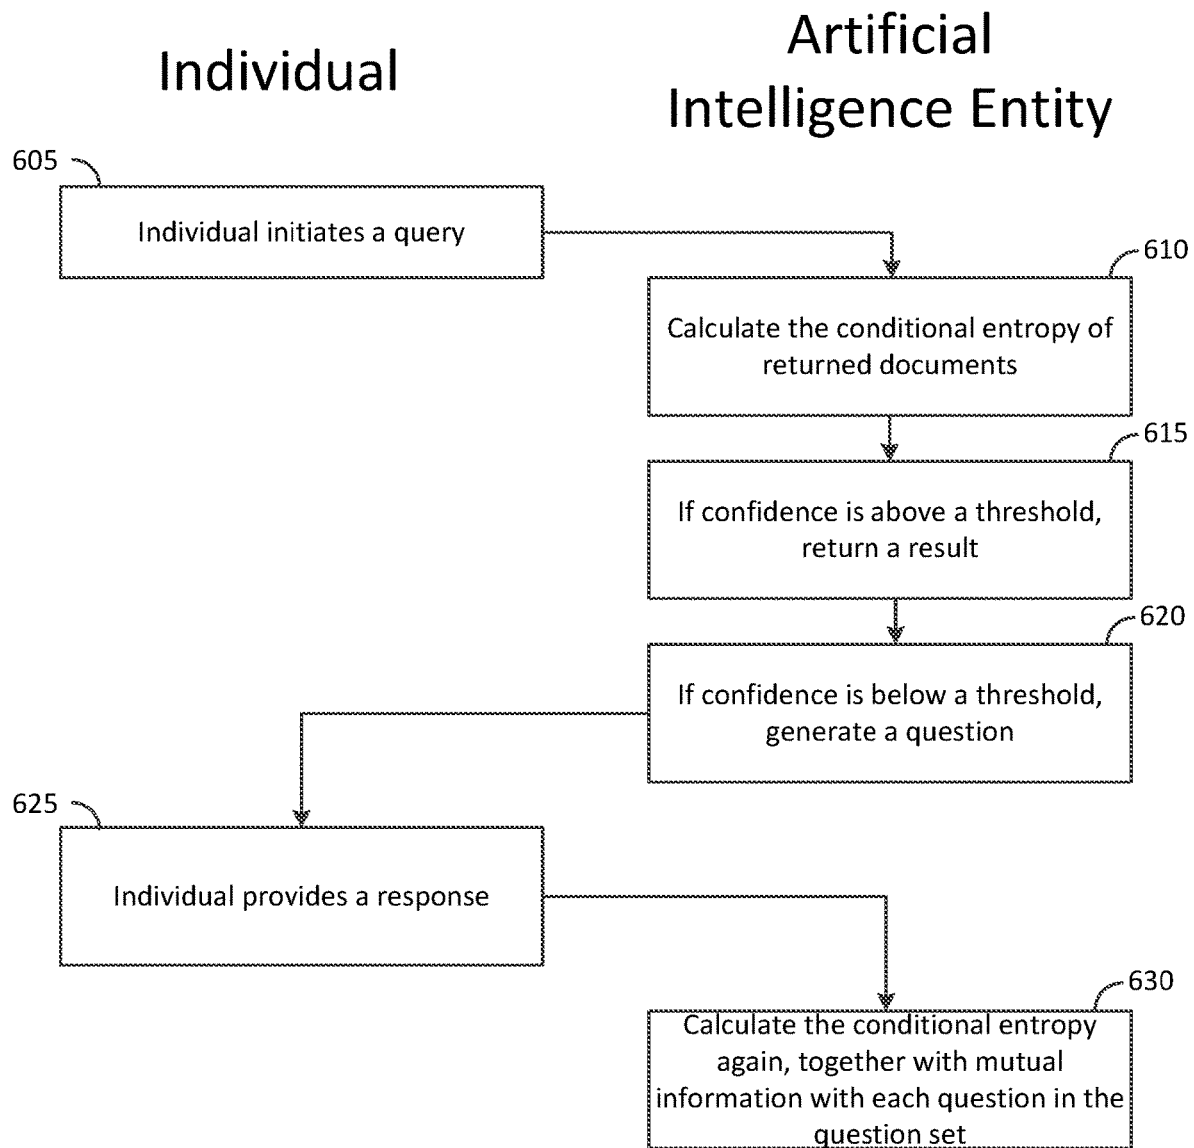 Individual
Artificial
Intelligence Entity
605
Individual initiates a query
610
Calculate the conditional entropy of
returned documents
615
If confidence is above a threshold,
return a result
620
If confidence is below a threshold,
generate a question
625
Individual provides a response
630
Calculate the conditional entropy
again, together with mutual
information with each question in the
question set